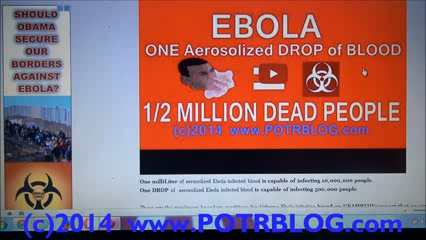 SHOULD
OBAMA
SECURE
OUR
BORDERS
AGAINST
EBOLA?
EBOLA
ONE Aerosolized DROP of BLOOD
=
1/2 MILLION DEAD PEOPLE
(c)2014 www.POTRBLOG.com
One milliLiter of aerosolized Ebola infected blood is capable of infecting 10,000,000 people.
One DROP of aerosolized Ebola infected blood is capable of infecting 500,000 people.
(c)2014 www.POTRBLOG.com